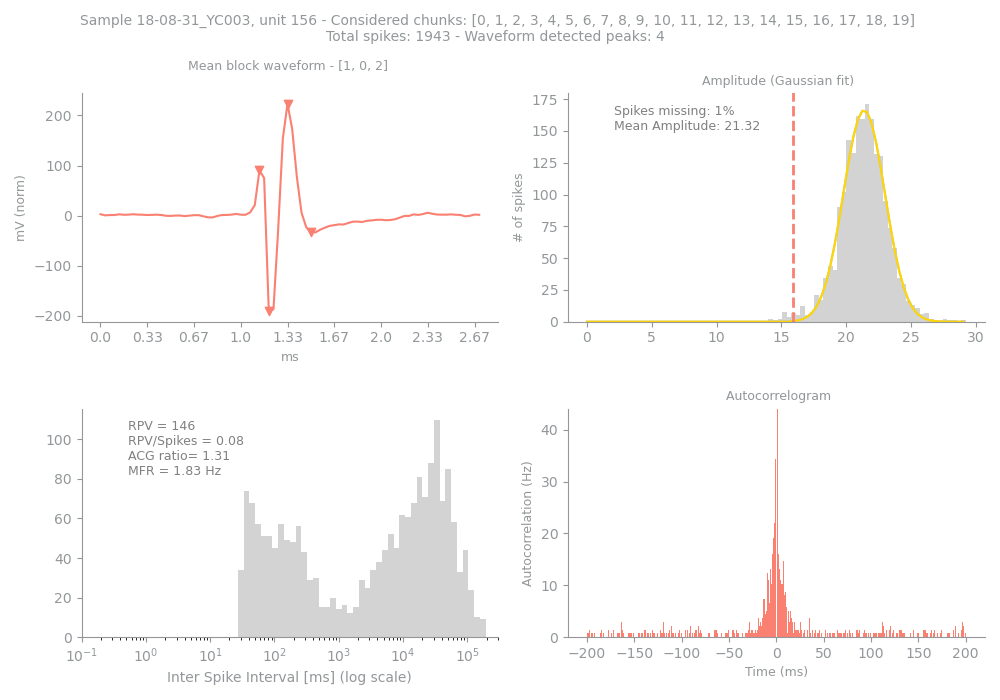 Sample 18-08-31_YC003, unit 156 - Considered chunks: [0, 1, 2, 3, 4, 5, 6, 7, 8, 9, 10, 11, 12, 13, 14, 15, 16, 17, 18, 19]
Total spikes: 1943 - Waveform detected peaks: 4
Mean block waveform - [1, 0, 2]
mV (norm)
200
100
0
−100
−200
0.0 0.33 0.67 1.0 1.33 1.67 2.0 2.33 2.67
ms
Amplitude (Gaussian fit)
Spikes missing: 1%
Mean Amplitude: 21.32
# of spikes
175
150
125
100
75
50
25
0
0 5 10 15 20 25 30
RPV = 146
RPV/Spikes = 0.08
ACG ratio= 1.31
MFR = 1.83 Hz
100
80
60
40
20
0
10⁻¹ 10⁰ 10¹ 10² 10³ 10⁴ 10⁵
Inter Spike Interval [ms] (log scale)
Autocorrelogram
Autocorrelation (Hz)
40
30
20
10
0
−200 −150 −100 −50 0 50 100 150 200
Time (ms)